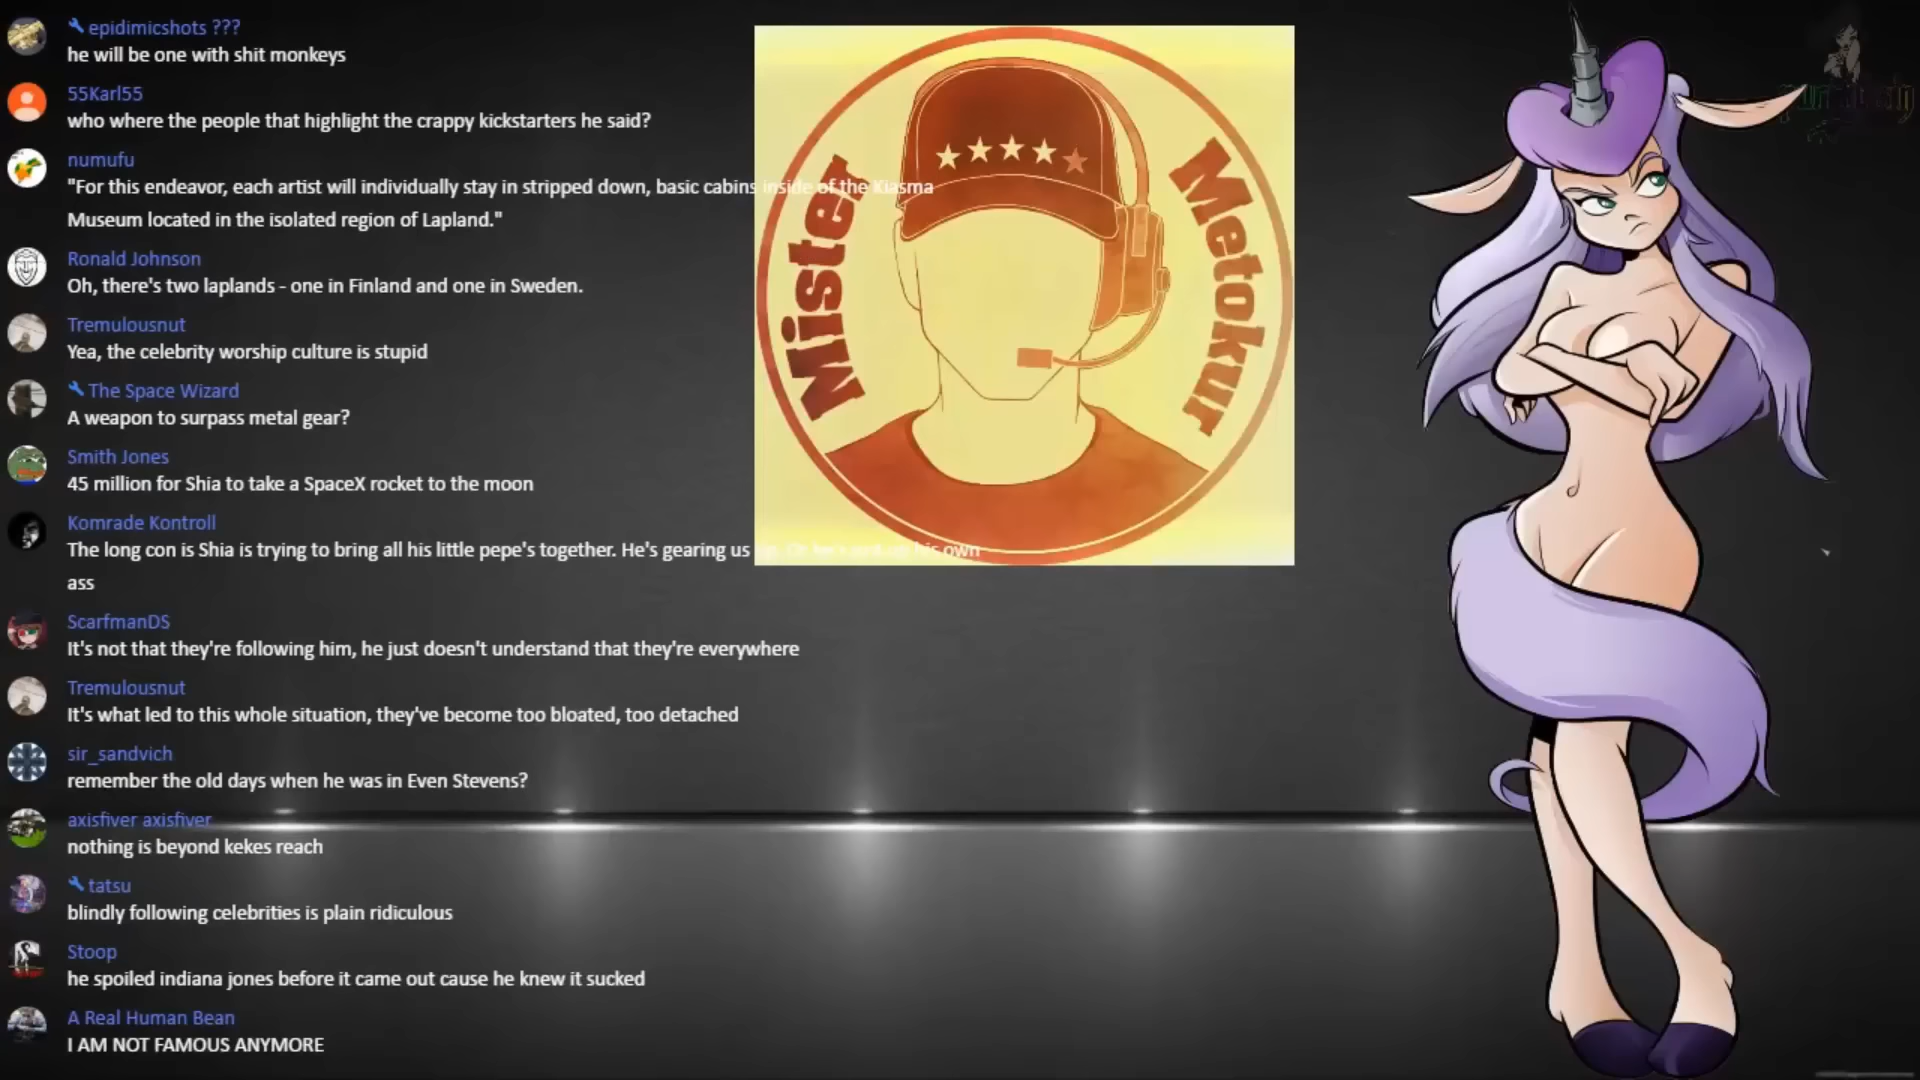 epidimicshots ???
he will be one with shit monkeys
55Karl55
who where the people that highlight the crappy kickstarters he said?
numufu
"For this endeavor, each artist will individually stay in stripped down, basic cabins inside of the Kiasma
Museum located in the isolated region of Lapland."
Ronald Johnson
Oh, there's two laplands - one in Finland and one in Sweden.
Tremulousnut
Yea, the celebrity worship culture is stupid
The Space Wizard
A weapon to surpass metal gear?
Smith Jones
45 million for Shia to take a SpaceX rocket to the moon
Komrade Kontroll
The long con is Shia is trying to bring all his little pepe's together. He's gearing us own
ass
ScarfmanDS
It's not that they're following him, he just doesn't understand that they're everywhere
Tremulousnut
It's what led to this whole situation, they've become too bloated, too detached
sir_sandvich
remember the old days when he was in Even Stevens?
axisfiver axisfiver
nothing is beyond kekes reach
tatsu
blindly following celebrities is plain ridiculous
Stoop
he spoiled indiana jones before it came out cause he knew it sucked
A Real Human Bean
I AM NOT FAMOUS ANYMORE
Mister
Metokur